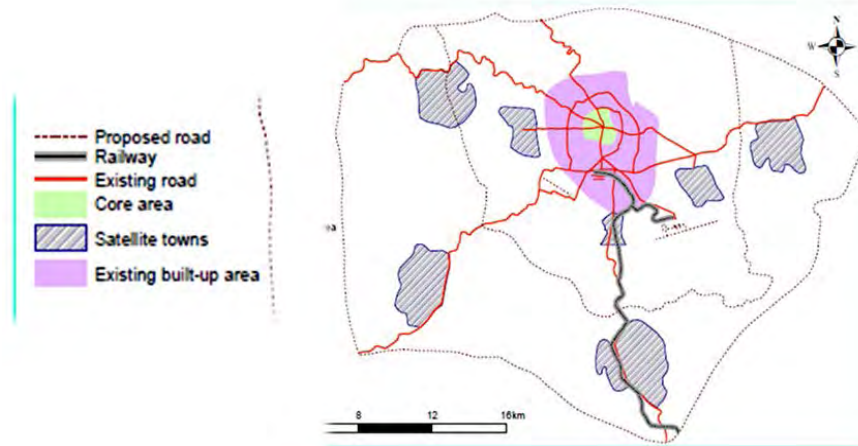 Proposed road
Railway
Existing road
Core area
Satellite towns
Existing built-up area
N
W E
S
8 12 16km